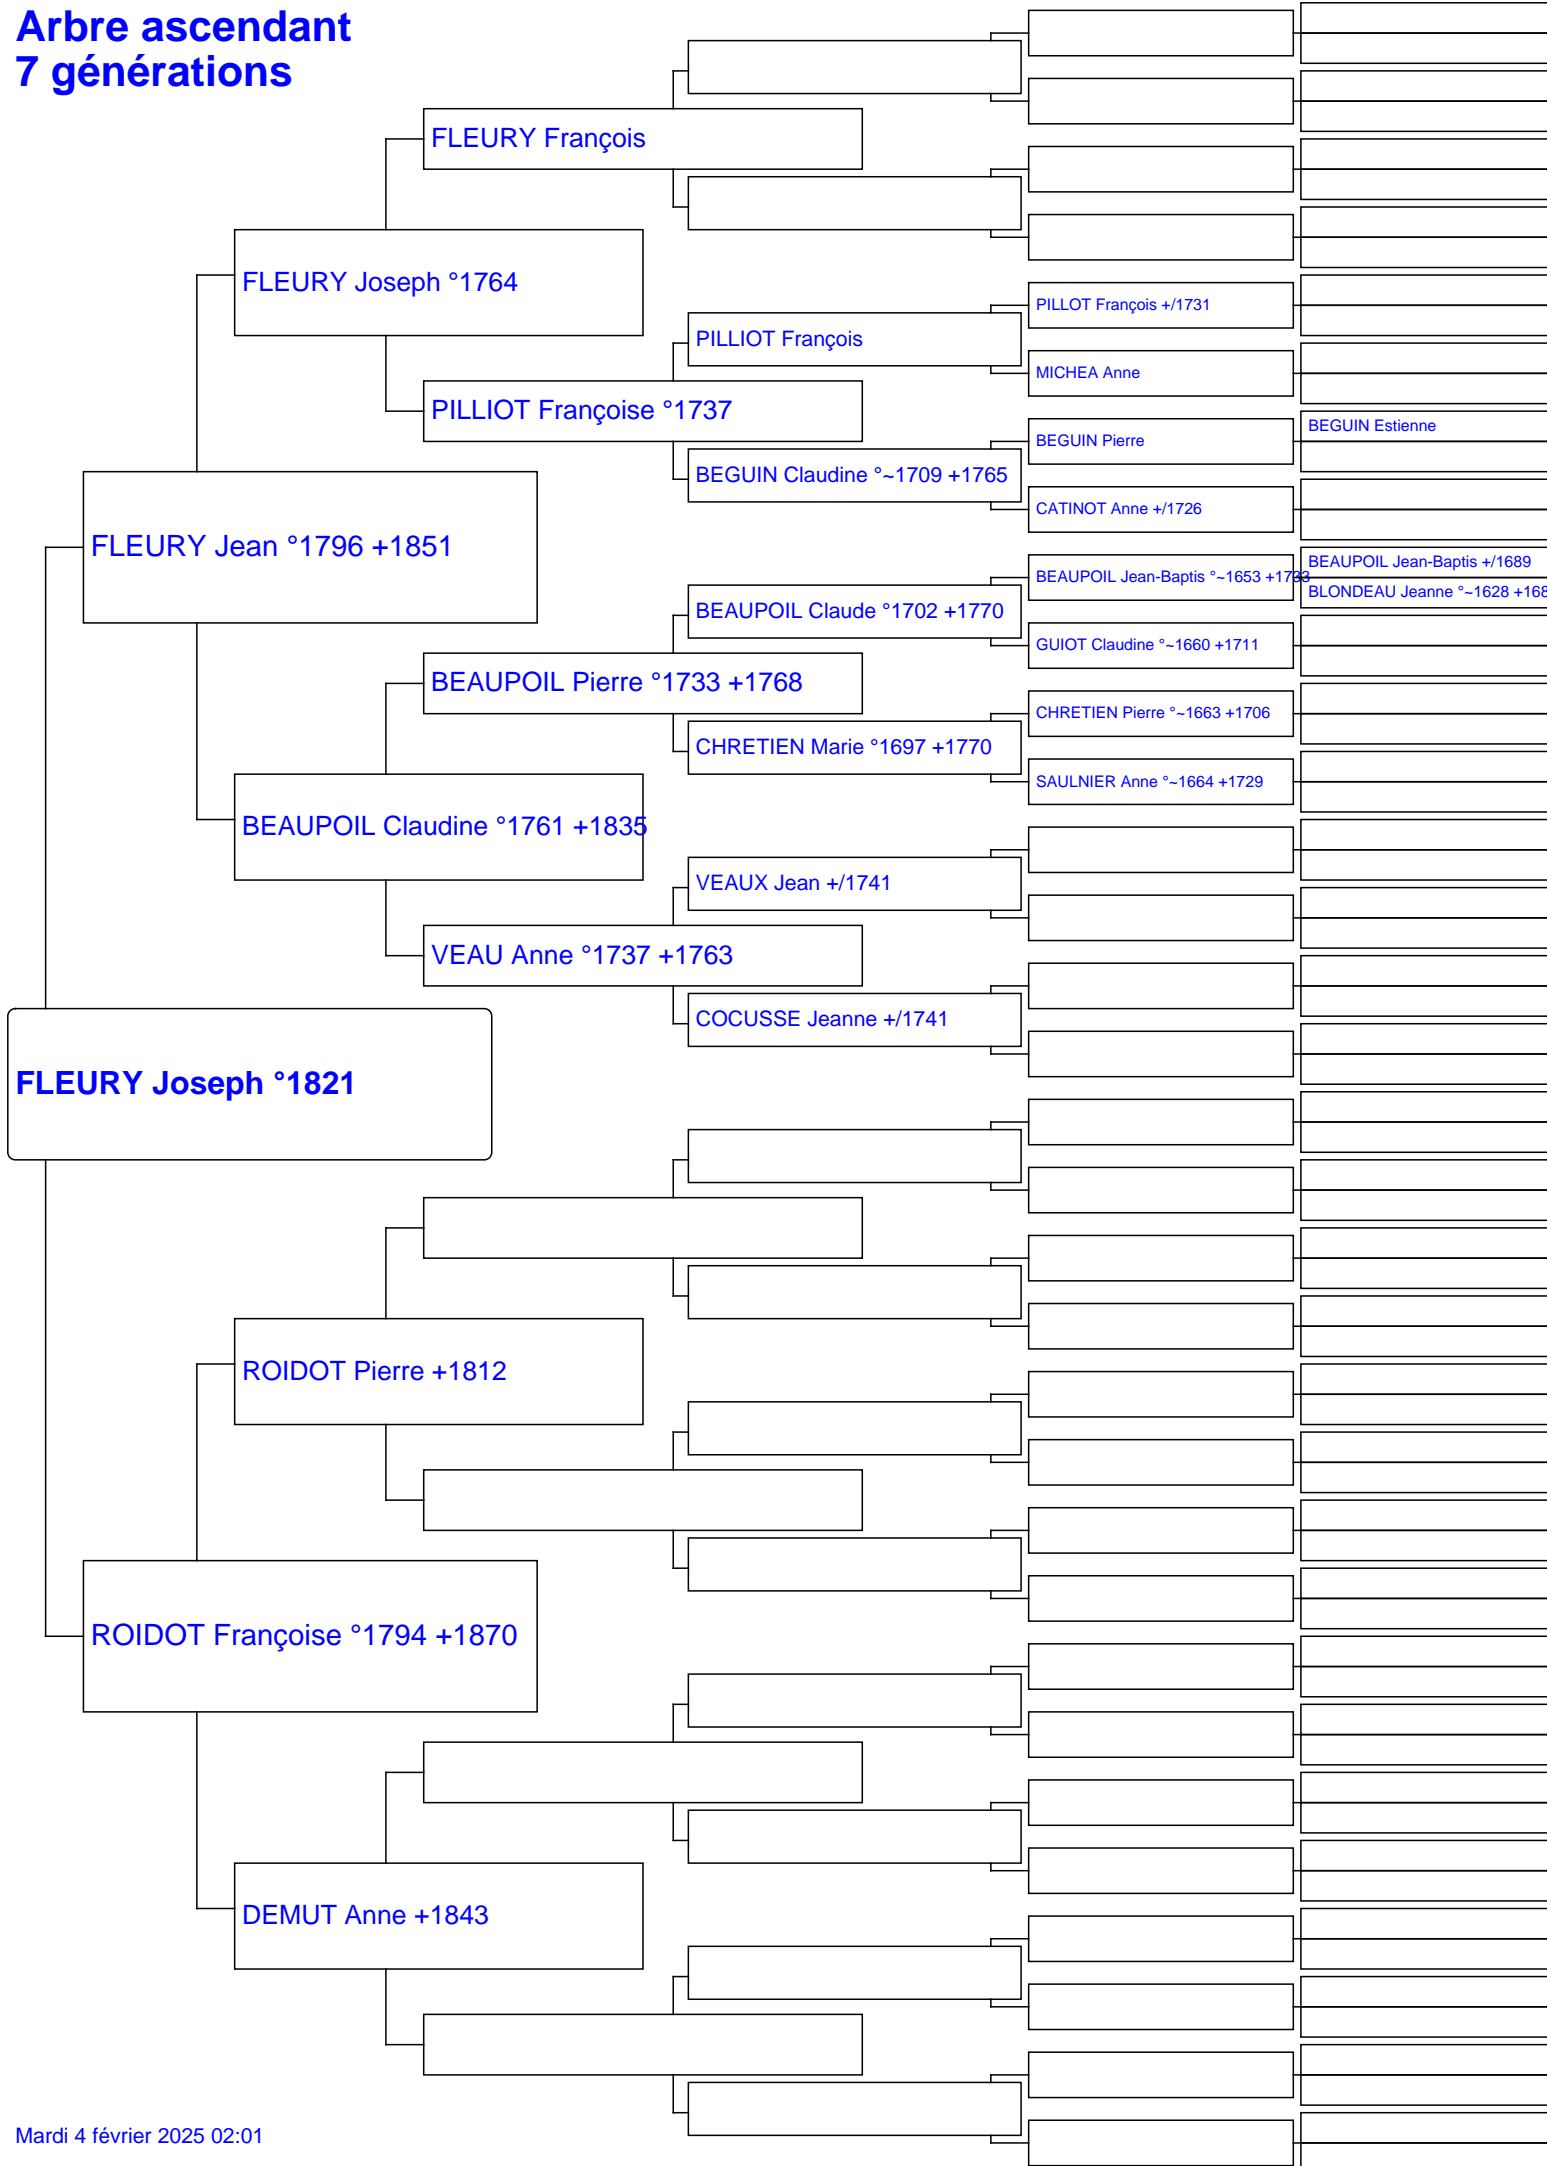 Arbre ascendant
7 générations
FLEURY François
FLEURY Joseph °1764
PILLOT François +/1731
PILLIOT François
MICHEA Anne
PILLIOT Françoise °1737
BEGUIN Estienne
BEGUIN Pierre
BEGUIN Claudine °~1709 +1765
CATINOT Anne +/1726
FLEURY Jean °1796 +1851
BEAUPOIL Jean-Baptis +/1689
BEAUPOIL Jean-Baptis °~1653 +1733
BLONDEAU Jeanne °~1628 +168
BEAUPOIL Claude °1702 +1770
GUIOT Claudine °~1660 +1711
BEAUPOIL Pierre °1733 +1768
CHRETIEN Pierre °~1663 +1706
CHRETIEN Marie °1697 +1770
SAULNIER Anne °~1664 +1729
BEAUPOIL Claudine °1761 +1835
VEAUX Jean +/1741
VEAU Anne °1737 +1763
COCUSSE Jeanne +/1741
FLEURY Joseph °1821
ROIDOT Pierre +1812
ROIDOT Françoise °1794 +1870
DEMUT Anne +1843
Mardi 4 février 2025 02:01